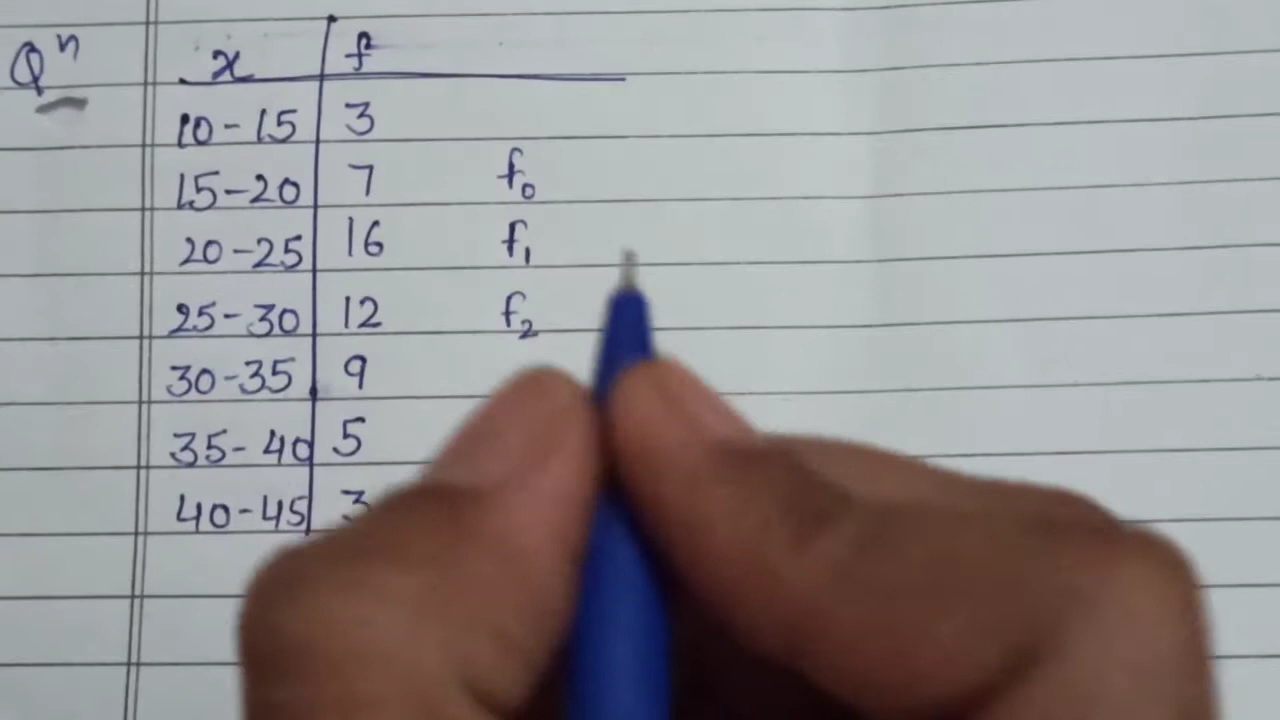 Qn x f
10-15 3
15-20 7 f0
20-25 16 f1
25-30 12 f2
30-35 9
35-40 5
40-45 3